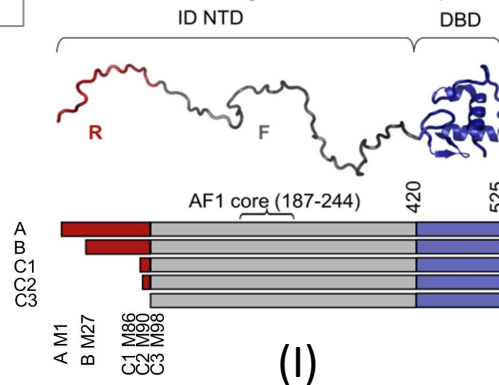 ID NTD DBD
R F
AF1 core (187-244) 420 525
A
B
C1
C2
C3
A M1 B M27 C1 M86 C2 M90 C3 M98
(I)